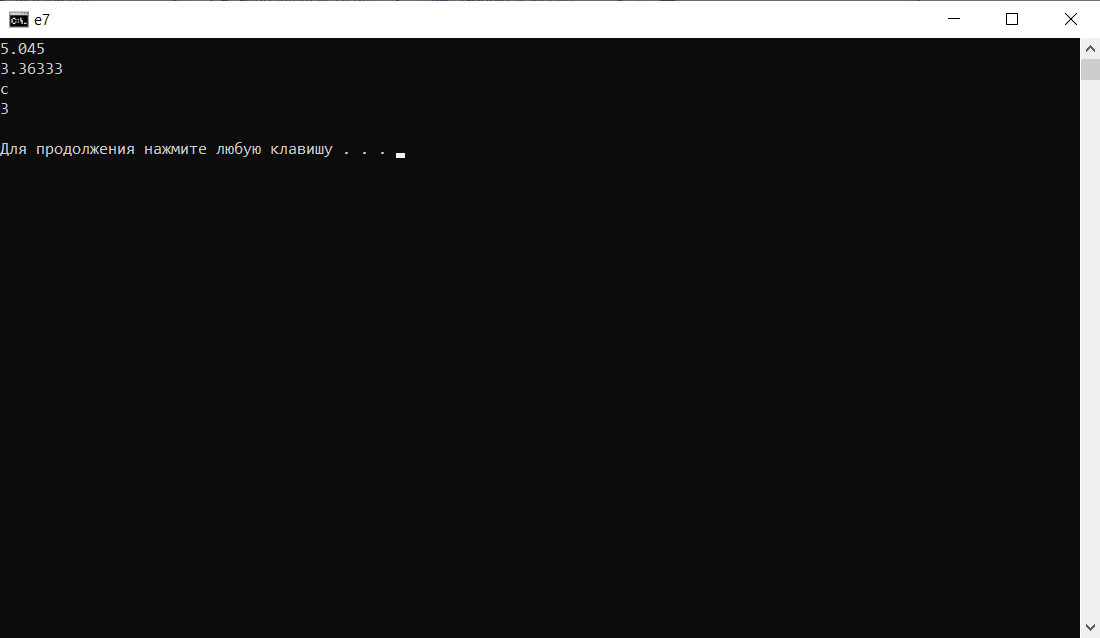 e7
5.045
3.36333
c
3
Для продолжения нажмите любую клавишу . . .